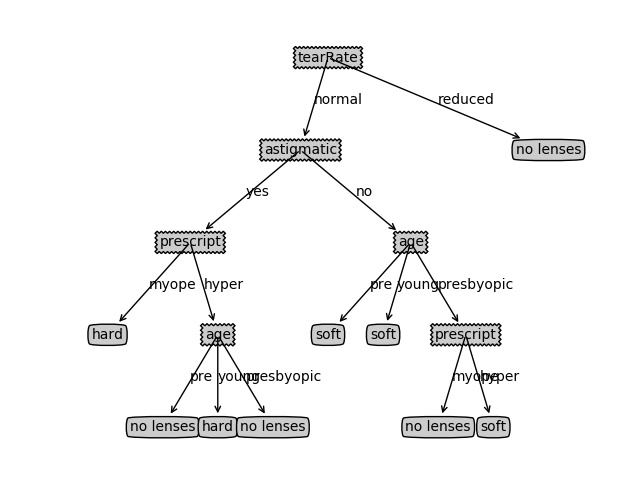 tearRate
normal
reduced
astigmatic
no lenses
yes
no
prescript
age
myope
hyper
pre
young
presbyopic
hard
age
soft
soft
prescript
pre
young
presbyopic
myope
hyper
no lenses
hard
no lenses
no lenses
soft